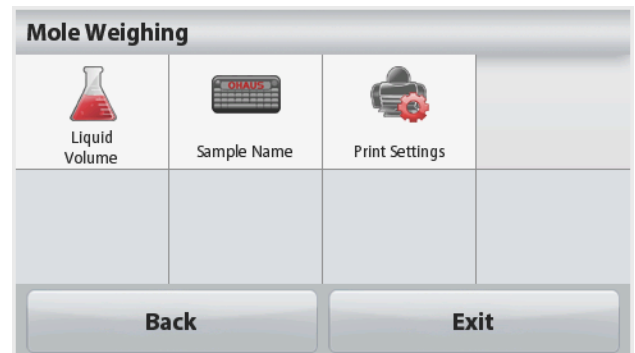 Mole Weighing
OHAUS
Liquid
Volume
Sample Name
Print Settings
Back
Exit